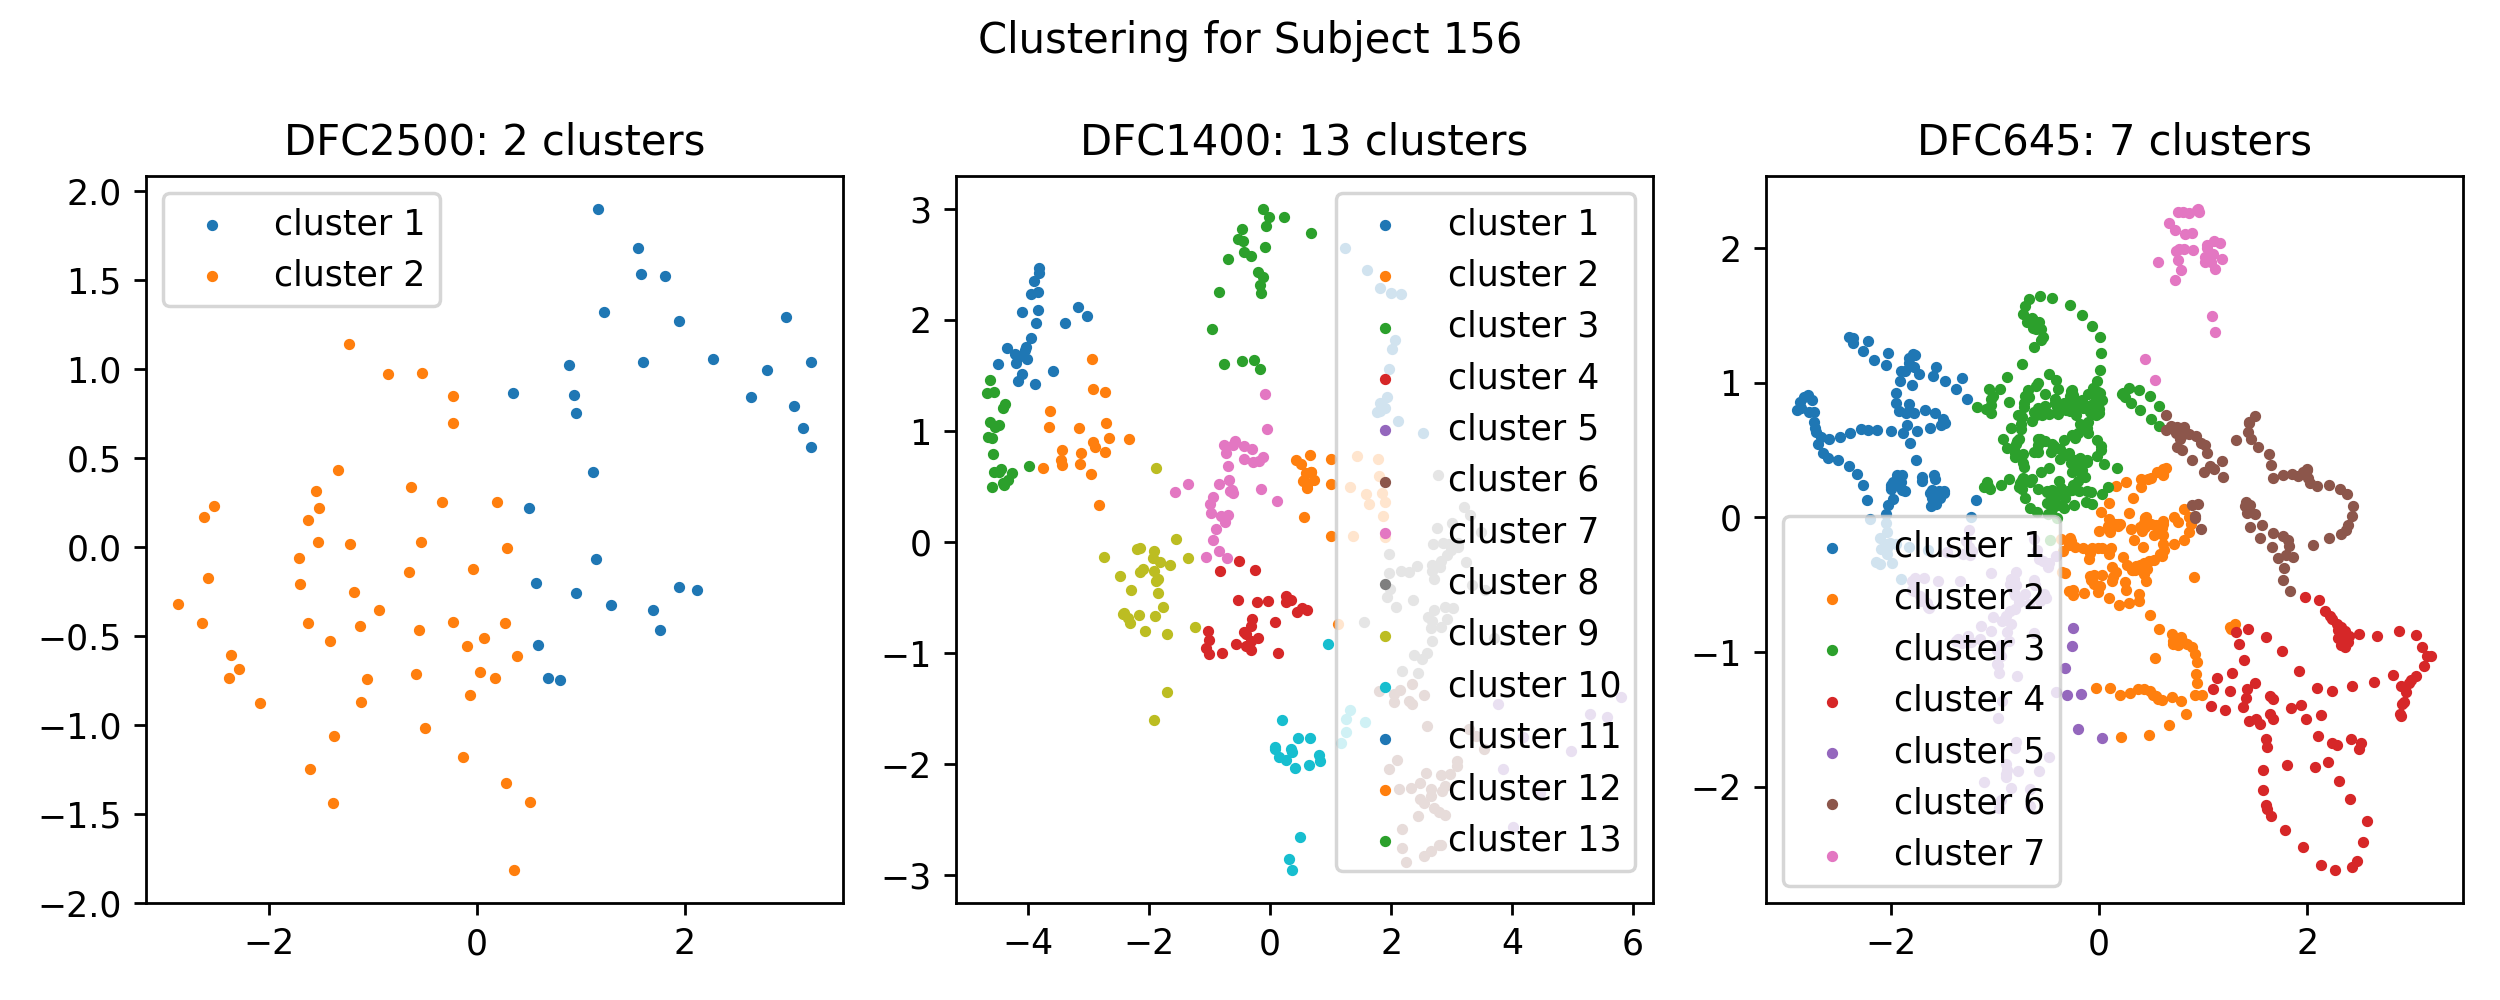 Clustering for Subject 156
DFC2500: 2 clusters
2.0
1.5
1.0
0.5
0.0
−0.5
−1.0
−1.5
−2.0
−2
0
2
cluster 1
cluster 2
DFC1400: 13 clusters
3
2
1
0
−1
−2
−3
−4
−2
0
2
4
6
cluster 1
cluster 2
cluster 3
cluster 4
cluster 5
cluster 6
cluster 7
cluster 8
cluster 9
cluster 10
cluster 11
cluster 12
cluster 13
DFC645: 7 clusters
2
1
0
−1
−2
−2
0
2
cluster 1
cluster 2
cluster 3
cluster 4
cluster 5
cluster 6
cluster 7